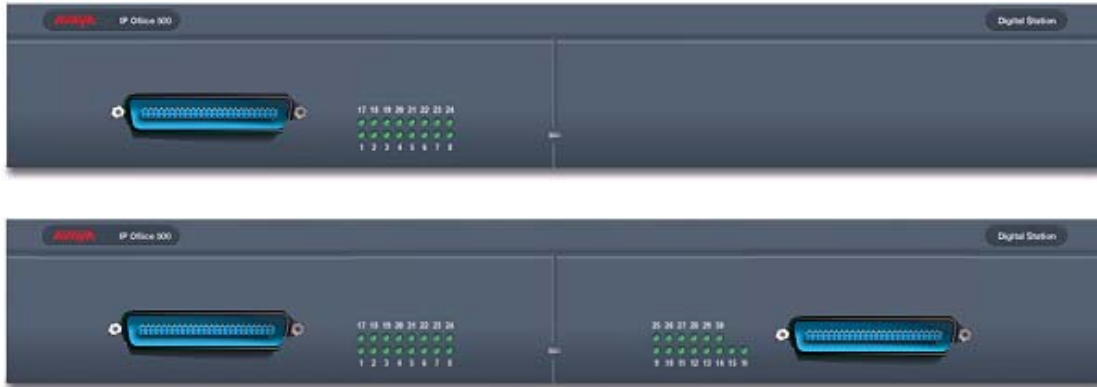 AVAYA IP Office 500 Digital Station
17 18 19 20 21 22 23 24
1 2 3 4 5 6 7 8
AVAYA IP Office 500 Digital Station
17 18 19 20 21 22 23 24 25 26 27 28 29 30
1 2 3 4 5 6 7 8 9 10 11 12 13 14 15 16